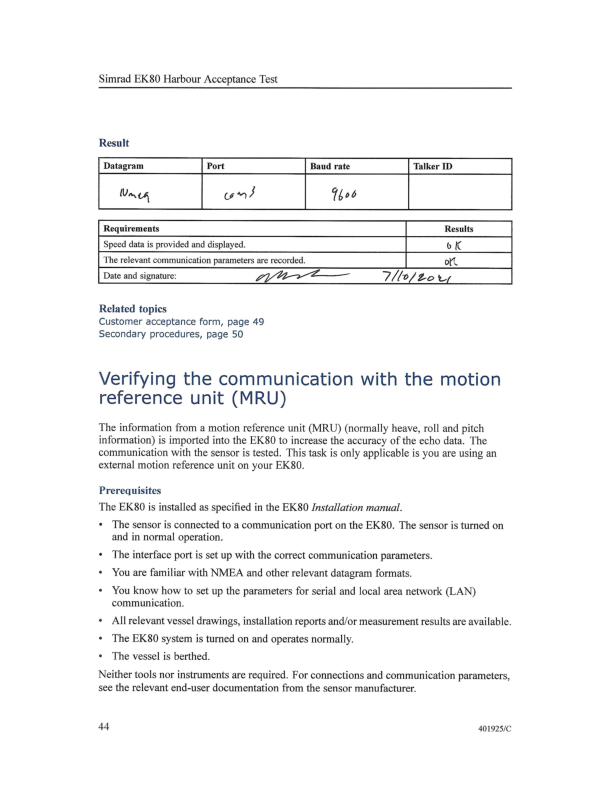 Simrad EK80 Harbour Acceptance Test
Result
Datagram Port Baud rate Talker ID
Nmea com3 9600
Requirements Results
Speed data is provided and displayed. OK
The relevant communication parameters are recorded. OK
Date and signature: 7/10/2021
Related topics
Customer acceptance form, page 49
Secondary procedures, page 50
Verifying the communication with the motion
reference unit (MRU)
The information from a motion reference unit (MRU) (normally heave, roll and pitch
information) is imported into the EK80 to increase the accuracy of the echo data. The
communication with the sensor is tested. This task is only applicable is you are using an
external motion reference unit on your EK80.
Prerequisites
The EK80 is installed as specified in the EK80 Installation manual.
• The sensor is connected to a communication port on the EK80. The sensor is turned on
and in normal operation.
• The interface port is set up with the correct communication parameters.
• You are familiar with NMEA and other relevant datagram formats.
• You know how to set up the parameters for serial and local area network (LAN)
communication.
• All relevant vessel drawings, installation reports and/or measurement results are available.
• The EK80 system is turned on and operates normally.
• The vessel is berthed.
Neither tools nor instruments are required. For connections and communication parameters,
see the relevant end-user documentation from the sensor manufacturer.
44 401925/C